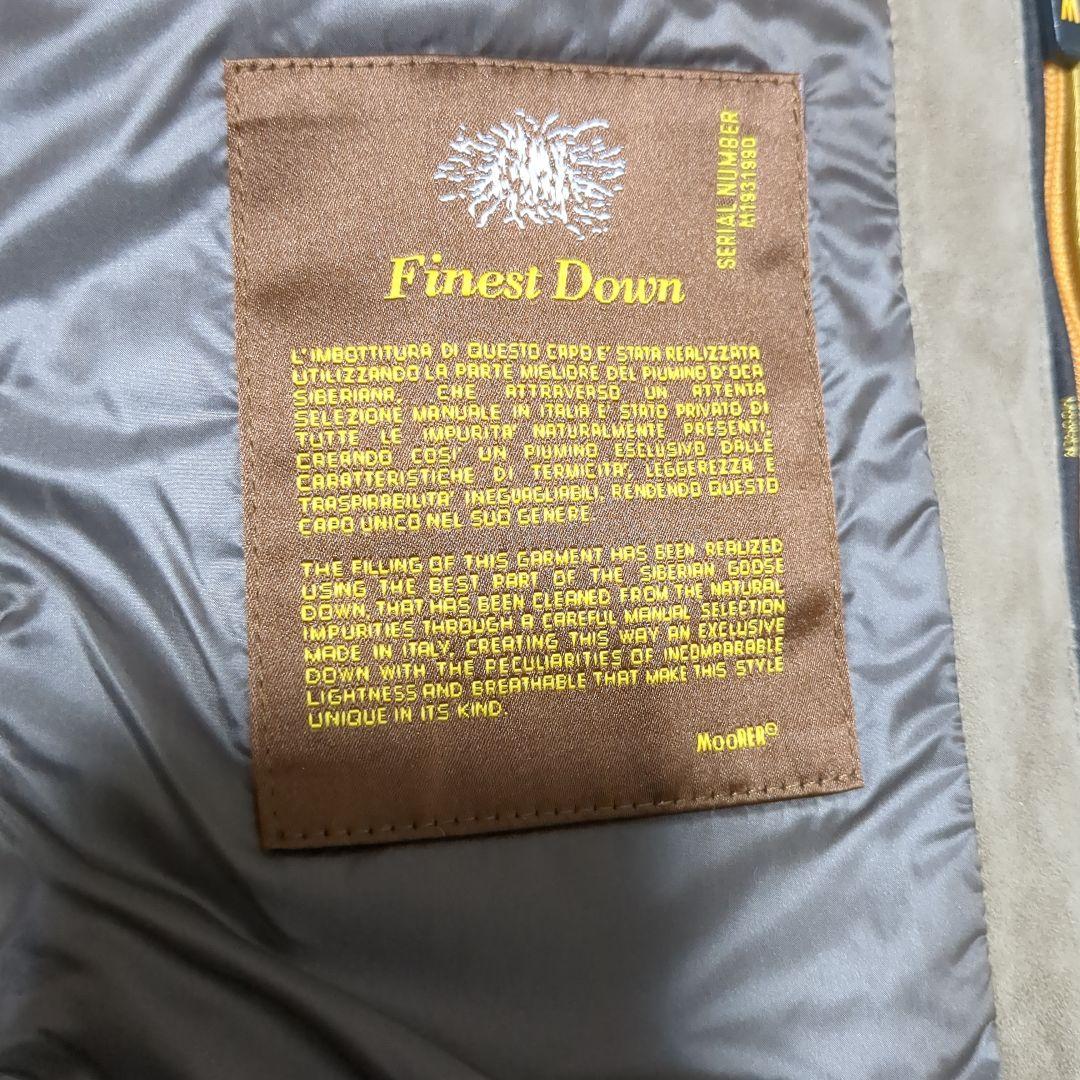 SERIAL NUMBER
M1931990
Finest Down
L'IMBOTTITURA DI QUESTO CAPO E' STATA REALIZZATA
UTILIZZANDO LA PARTE MIGLIORE DEL PIUMINO D'OCA
SIBERIANA, CHE ATTRAVERSO UN ATTENTA
SELEZIONE MANUALE IN ITALIA E' STATO PRIVATO DI
TUTTE LE IMPURITA' NATURALMENTE PRESENTI,
CREANDO COSI' UN PIUMINO ESCLUSIVO DALLE
CARATTERISTICHE DI TERMICITA', LEGGEREZZA E
TRASPIRABILITA' INEGUAGLIABILI, RENDENDO QUESTO
CAPO UNICO NEL SUO GENERE.
THE FILLING OF THIS GARMENT HAS BEEN REALIZED
USING THE BEST PART OF THE SIBERIAN GOOSE
DOWN, THAT HAS BEEN CLEANED FROM THE NATURAL
IMPURITIES THROUGH A CAREFUL MANUAL SELECTION
MADE IN ITALY, CREATING THIS WAY AN EXCLUSIVE
DOWN WITH THE PECULIARITIES OF INCOMPARABLE
LIGHTNESS AND BREATHABLE THAT MAKE THIS STYLE
UNIQUE IN ITS KIND.
MOORER©